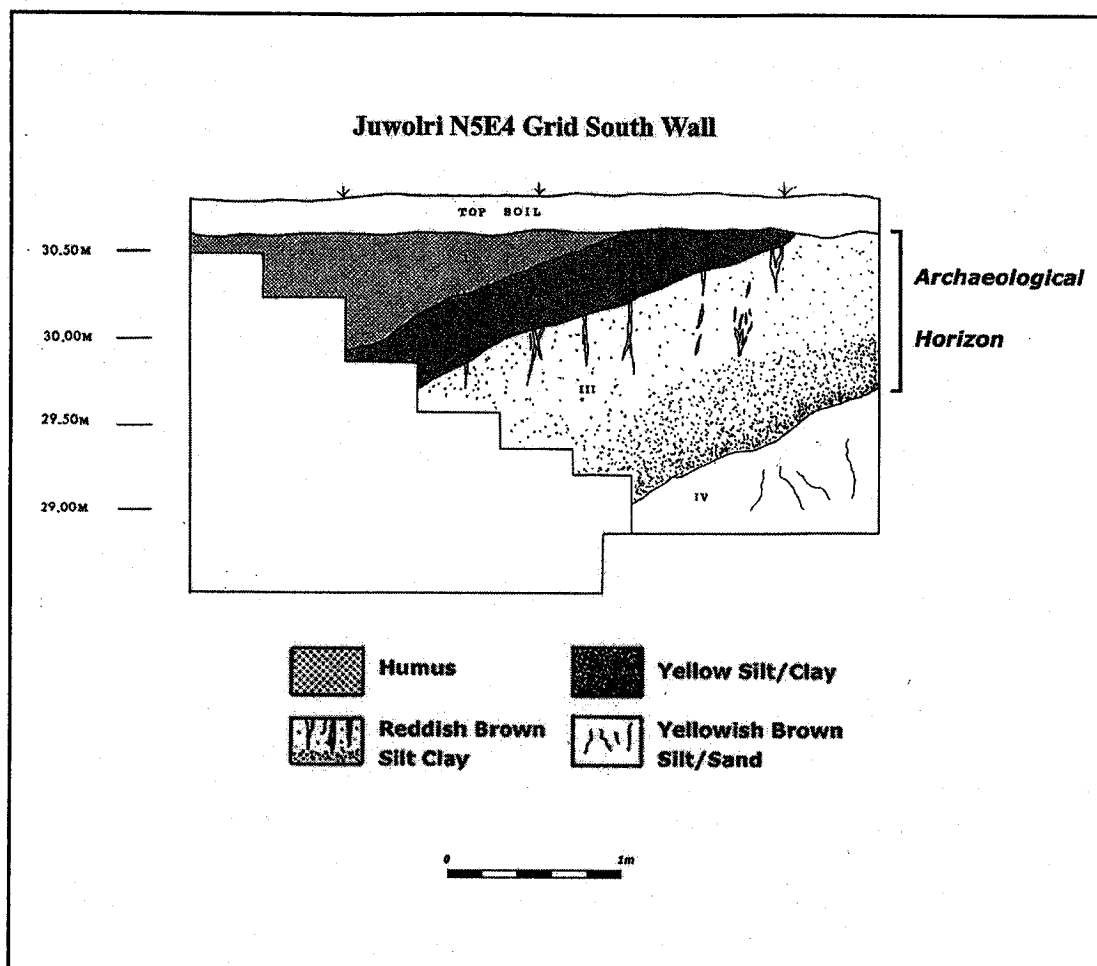 Juwolri N5E4 Grid South Wall
TOP SOIL
30.50M
Archaeological
30.00M
Horizon
III
29.50M
IV
29.00M
Humus
Yellow Silt/Clay
Reddish Brown
Silt Clay
Yellowish Brown
Silt/Sand
0
1m